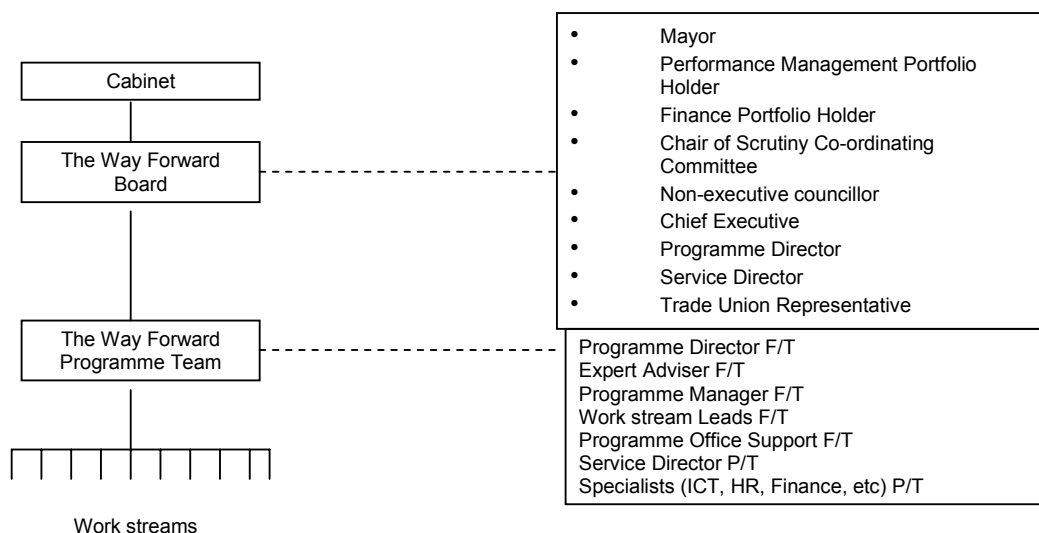 Cabinet
The Way Forward
Board
The Way Forward
Programme Team
Work streams
• Mayor
• Performance Management Portfolio
Holder
• Finance Portfolio Holder
• Chair of Scrutiny Co-ordinating
Committee
• Non-executive councillor
• Chief Executive
• Programme Director
• Service Director
• Trade Union Representative
Programme Director F/T
Expert Adviser F/T
Programme Manager F/T
Work stream Leads F/T
Programme Office Support F/T
Service Director P/T
Specialists (ICT, HR, Finance, etc) P/T